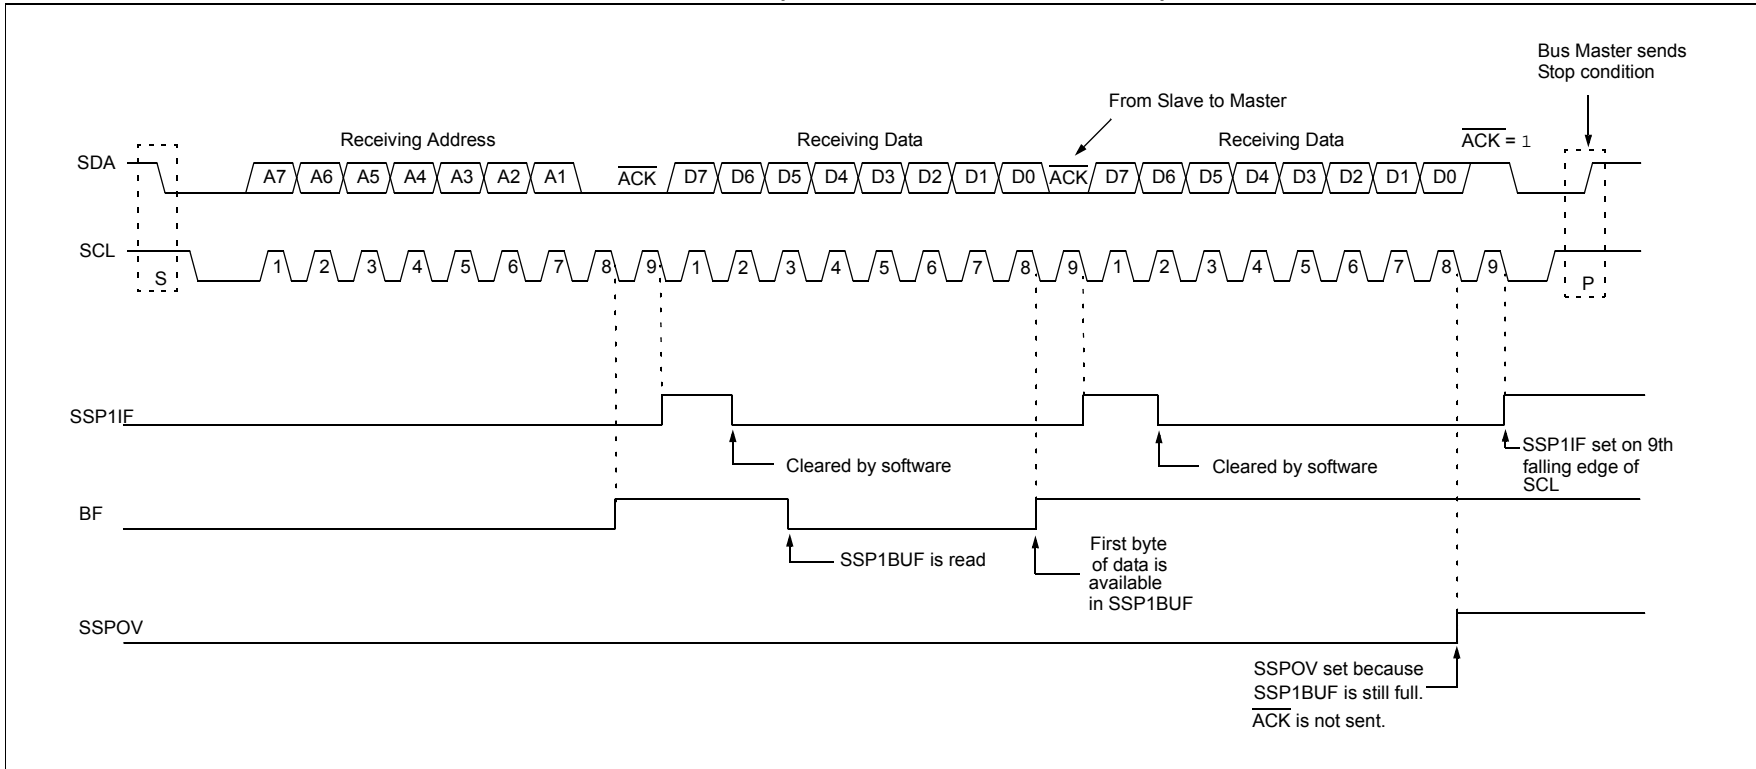 Bus Master sends
Stop condition
From Slave to Master
Receiving Address
Receiving Data
Receiving Data
ACK = 1
SDA
A7 A6 A5 A4 A3 A2 A1 ACK D7 D6 D5 D4 D3 D2 D1 D0 ACK D7 D6 D5 D4 D3 D2 D1 D0
SCL
S
1 2 3 4 5 6 7 8 9 1 2 3 4 5 6 7 8 9 1 2 3 4 5 6 7 8 9
P
SSP1IF
Cleared by software
Cleared by software
SSP1IF set on 9th
falling edge of
SCL
BF
SSP1BUF is read
First byte
of data is
available
in SSP1BUF
SSPOV
SSPOV set because
SSP1BUF is still full.
ACK is not sent.